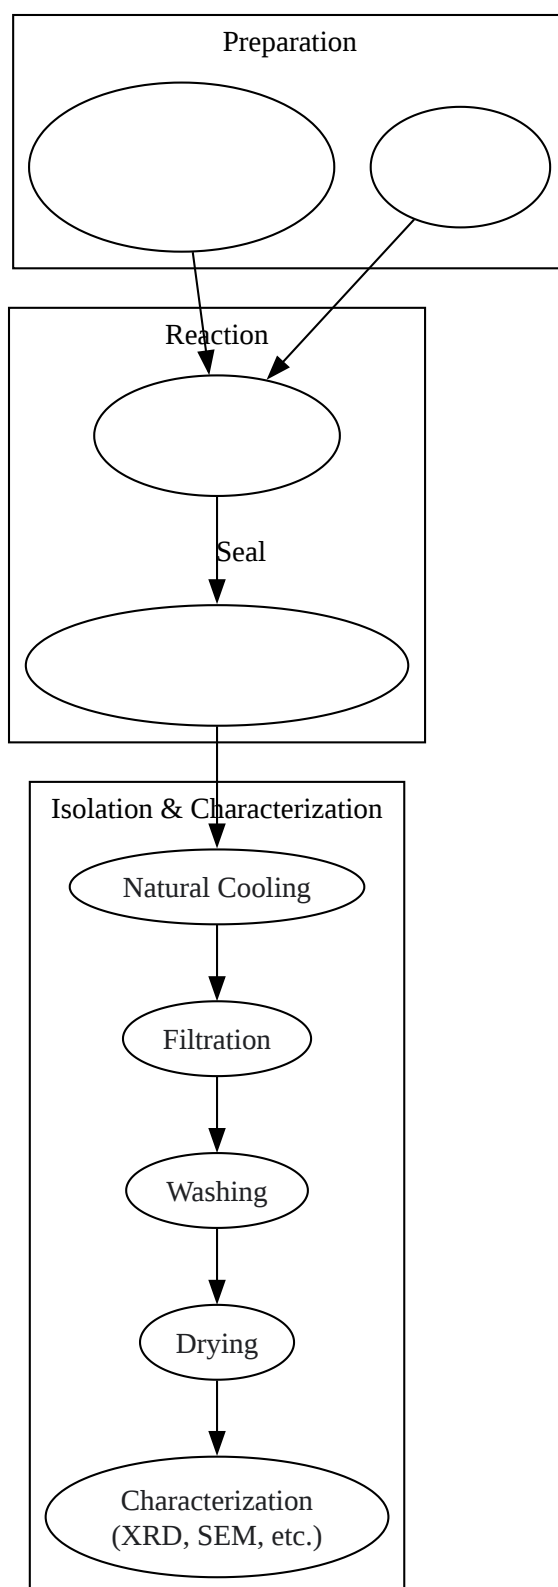 Preparation
Reaction
Seal
Isolation & Characterization
Natural Cooling
Filtration
Washing
Drying
Characterization
(XRD, SEM, etc.)